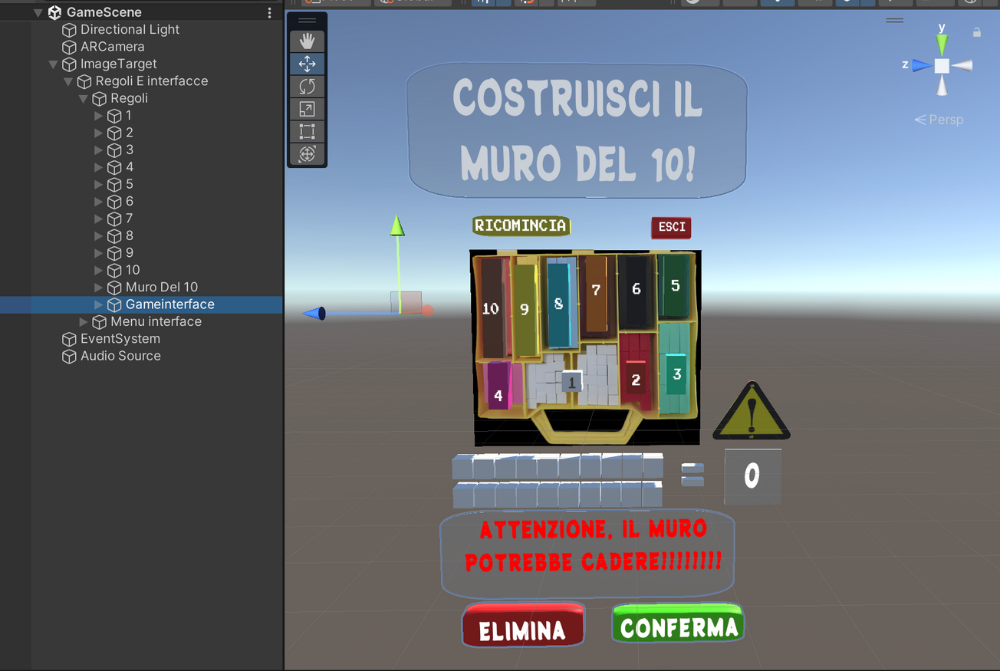 GameScene
Directional Light
ARCamera
ImageTarget
Regoli E interfacce
Regoli
1
2
3
4
5
6
7
8
9
10
Muro Del 10
Gameinterface
Menu interface
EventSystem
Audio Source
y
z
Persp
COSTRUISCI IL
MURO DEL 10!
RICOMINCIA
ESCI
10
9
8
7
6
5
4
1
2
3
!
=
0
ATTENZIONE, IL MURO
POTREBBE CADERE!!!!!!!!
ELIMINA
CONFERMA